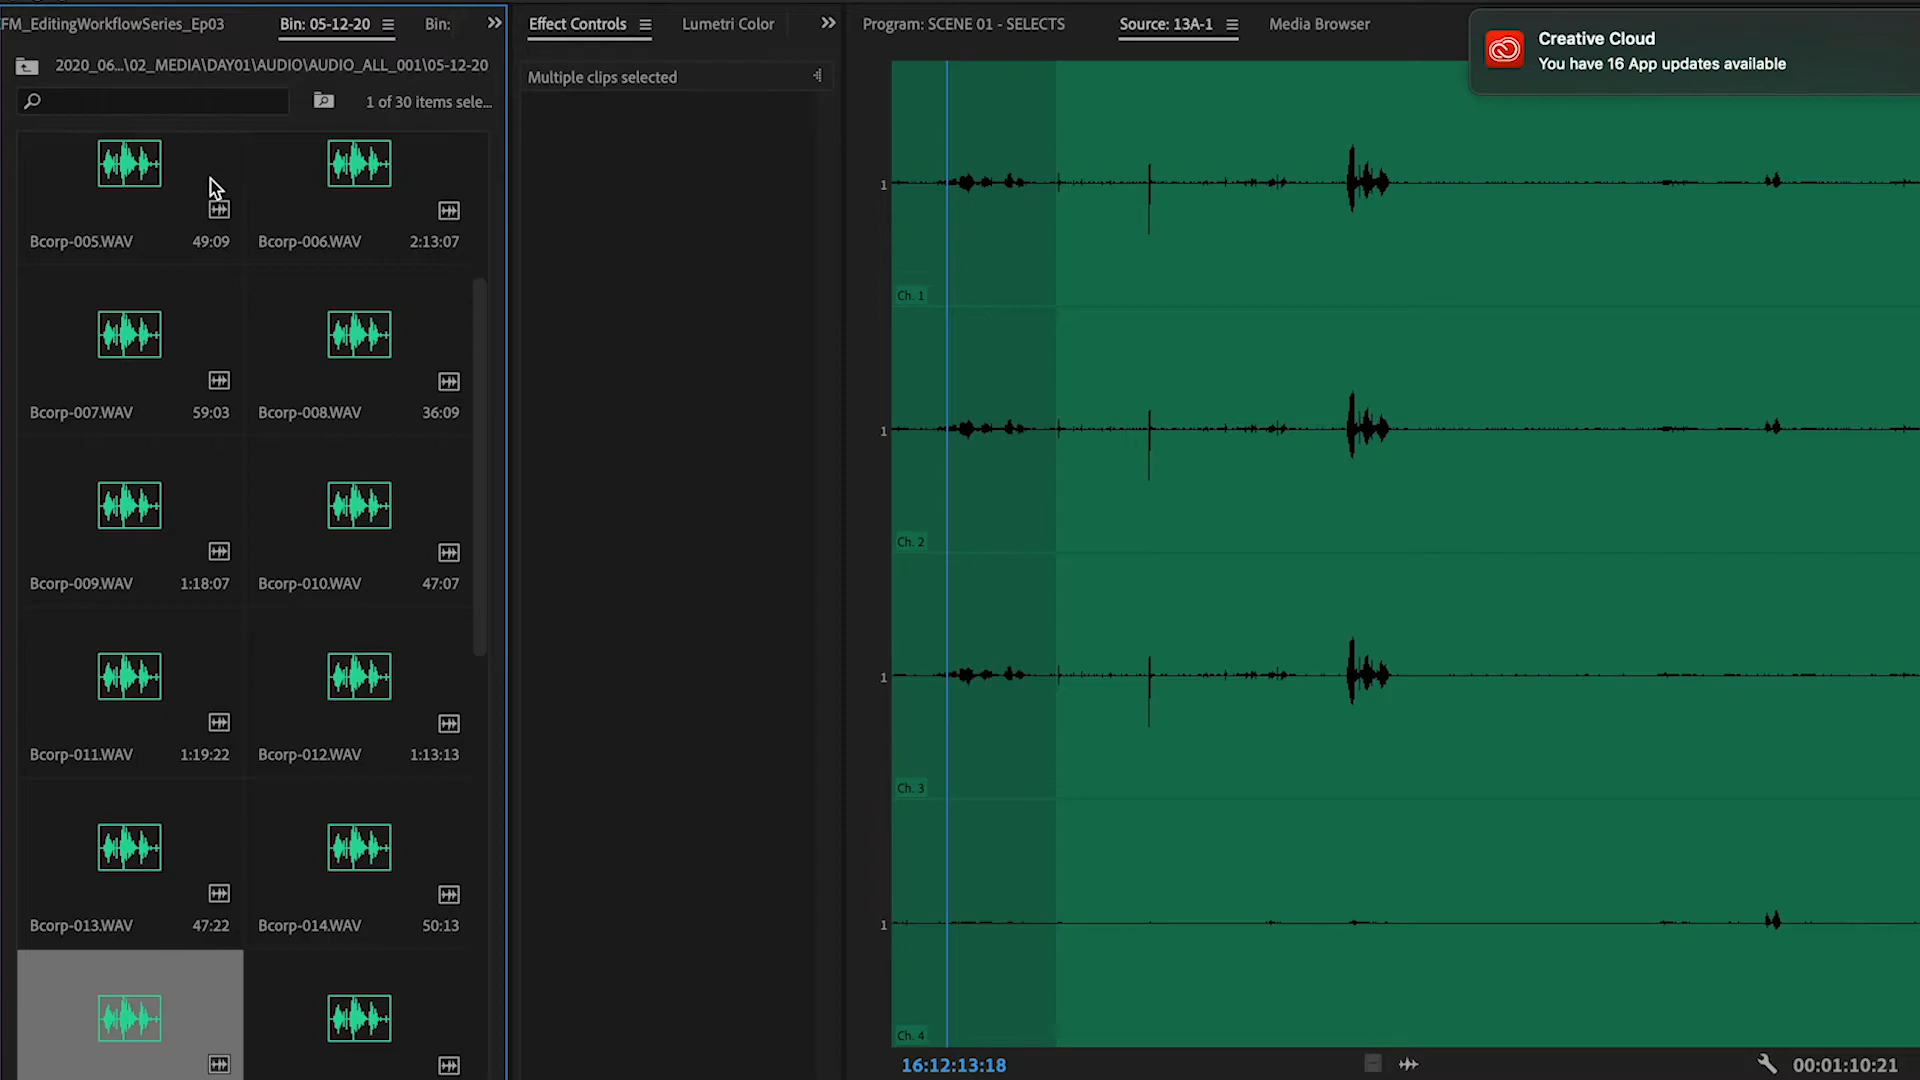 FM_EditingWorkflowSeries_Ep03
Bin: 05-12-20
Bin:
Effect Controls
Lumetri Color
Program: SCENE 01 - SELECTS
Source: 13A-1
Media Browser
Creative Cloud
You have 16 App updates available
2020_06...\02_MEDIA\DAY01\AUDIO\AUDIO_ALL_001\05-12-20
Multiple clips selected
1 of 30 items sele...
Bcorp-005.WAV 49:09
Bcorp-006.WAV 2:13:07
Bcorp-007.WAV 59:03
Bcorp-008.WAV 36:09
Bcorp-009.WAV 1:18:07
Bcorp-010.WAV 47:07
Bcorp-011.WAV 1:19:22
Bcorp-012.WAV 1:13:13
Bcorp-013.WAV 47:22
Bcorp-014.WAV 50:13
1
Ch. 1
1
Ch. 2
1
Ch. 3
1
Ch. 4
16:12:13:18
00:01:10:21